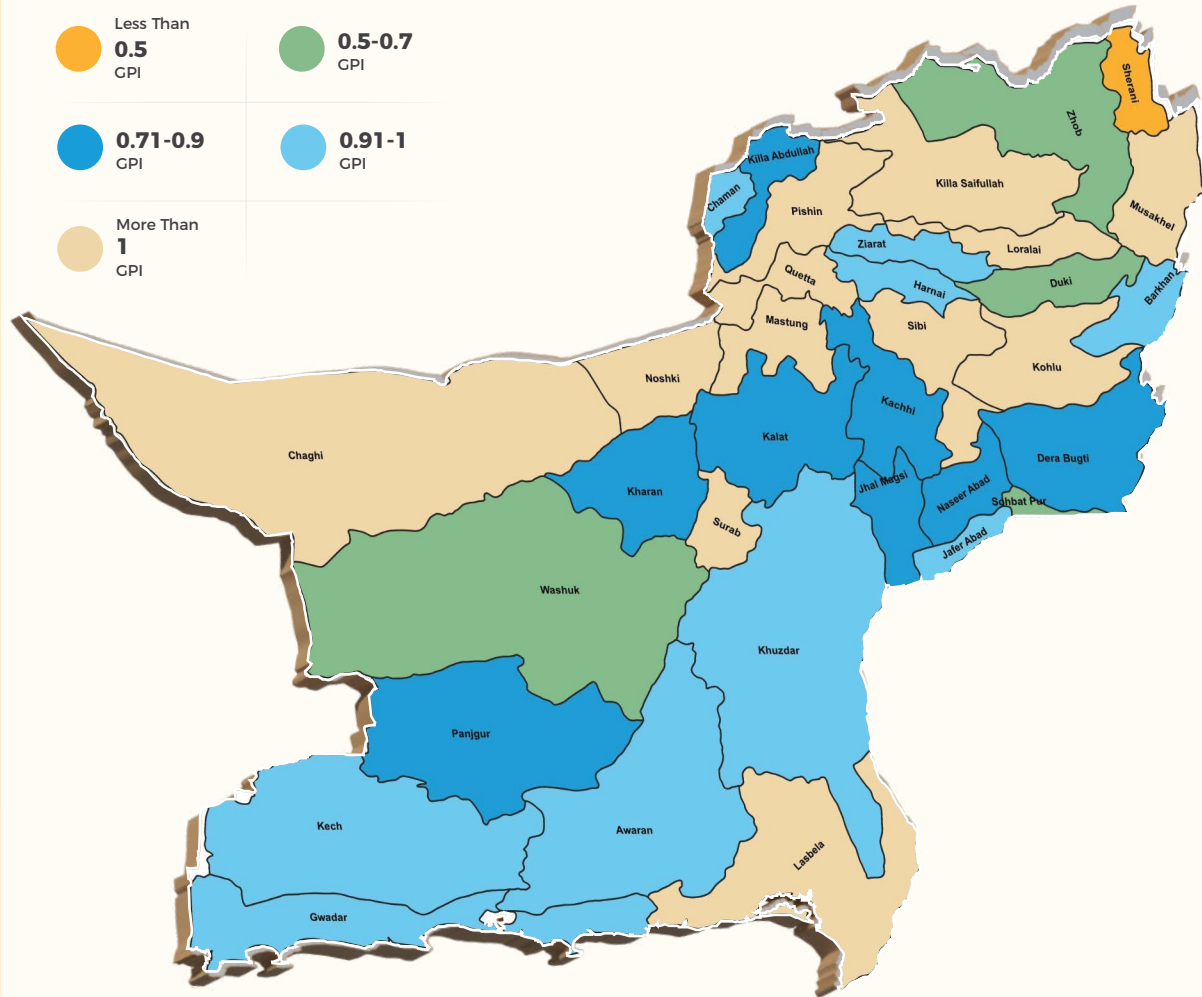 Less Than
0.5
GPI
0.5-0.7
GPI
0.71-0.9
GPI
0.91-1
GPI
More Than
1
GPI
Sherani
Zhob
Killa Abdullah
Chaman
Killa Saifullah
Pishin
Musakhel
Ziarat
Loralai
Quetta
Harnai
Duki
Barkhan
Mastung
Sibi
Noshki
Kohlu
Kachhi
Kalat
Chaghi
Dera Bugti
Kharan
Jhal Magsi
Naseer Abad
Sohbat Pur
Surab
Jafer Abad
Washuk
Khuzdar
Panjgur
Kech
Awaran
Lasbela
Gwadar